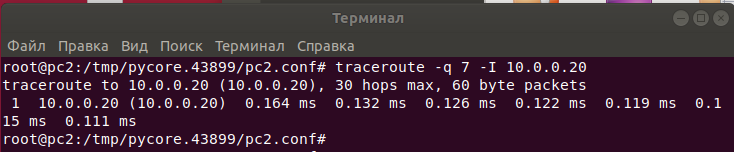 Терминал
Файл Правка Вид Поиск Терминал Справка
root@pc2:/tmp/pycore.43899/pc2.conf# traceroute -q 7 -I 10.0.0.20
traceroute to 10.0.0.20 (10.0.0.20), 30 hops max, 60 byte packets
 1  10.0.0.20 (10.0.0.20)  0.164 ms  0.132 ms  0.126 ms  0.122 ms  0.119 ms  0.1
15 ms  0.111 ms
root@pc2:/tmp/pycore.43899/pc2.conf#